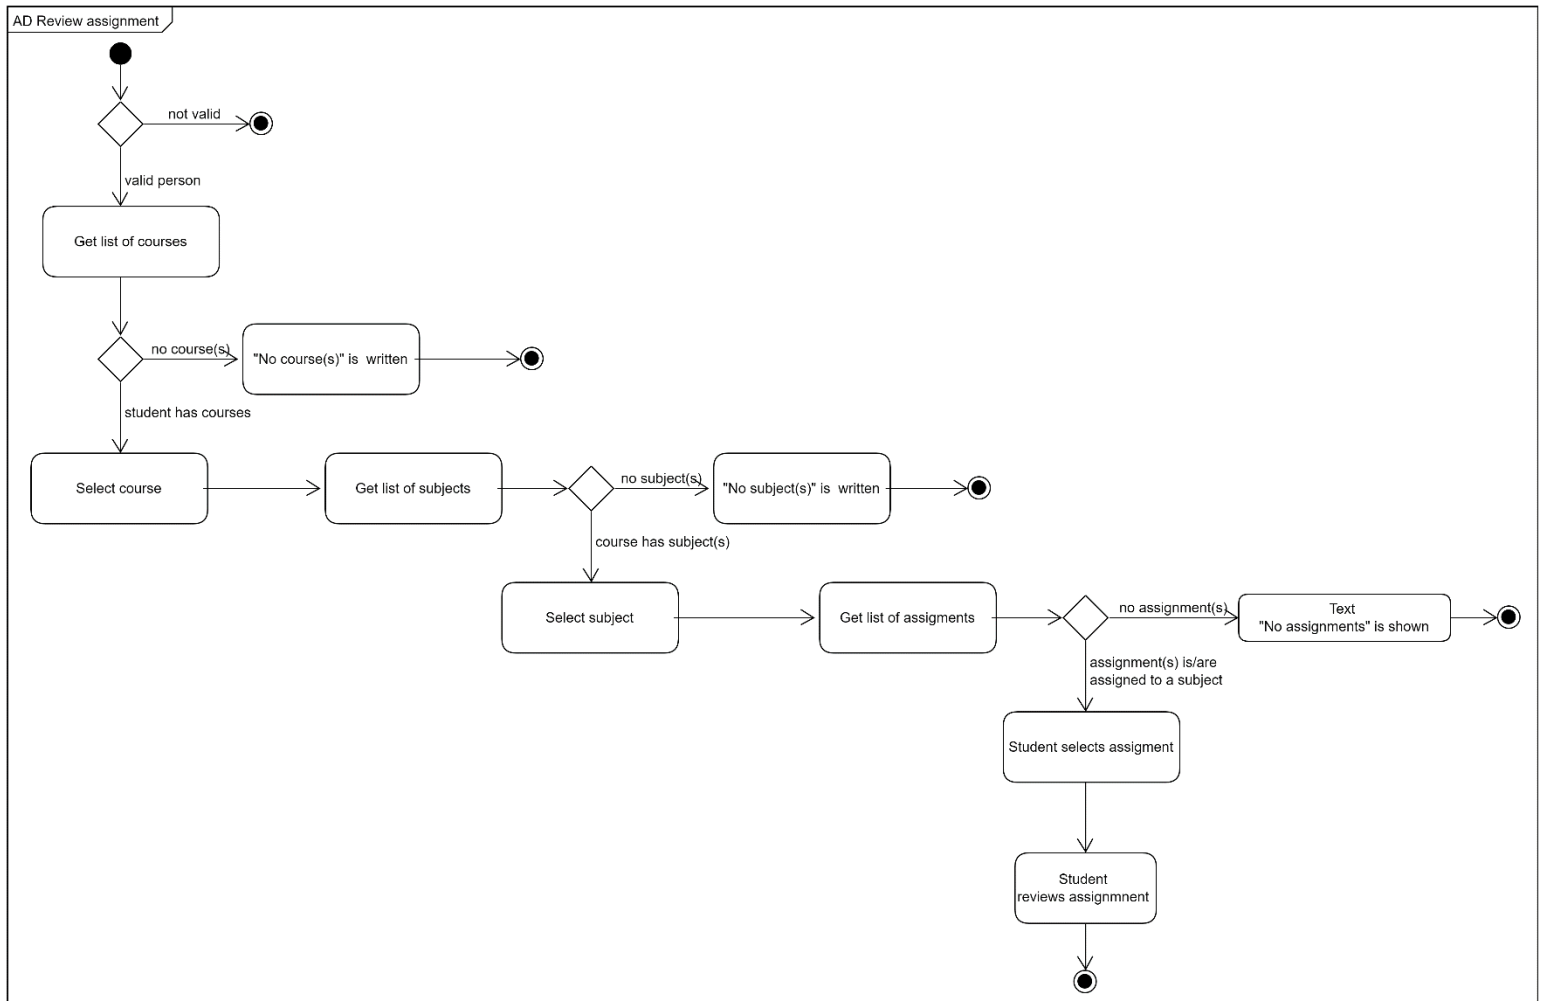 AD Review assignment
not valid
valid person
Get list of courses
no course(s)
"No course(s)" is  written
student has courses
Select course
Get list of subjects
no subject(s)
"No subject(s)" is  written
course has subject(s)
Select subject
Get list of assigments
no assignment(s)
Text
"No assignments" is shown
assignment(s) is/are
assigned to a subject
Student selects assigment
Student
reviews assignmnent